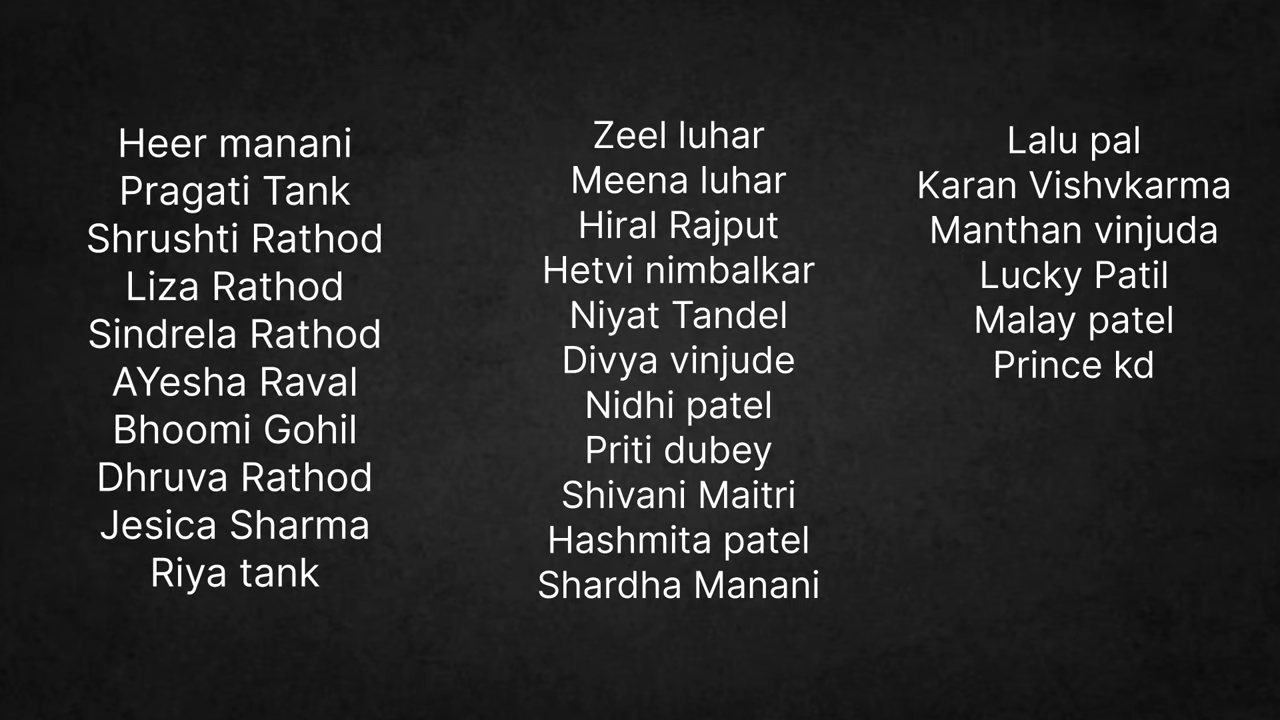 Heer manani
Pragati Tank
Shrushti Rathod
Liza Rathod
Sindrela Rathod
AYesha Raval
Bhoomi Gohil
Dhruva Rathod
Jesica Sharma
Riya tank
Zeel luhar
Meena luhar
Hiral Rajput
Hetvi nimbalkar
Niyat Tandel
Divya vinjude
Nidhi patel
Priti dubey
Shivani Maitri
Hashmita patel
Shardha Manani
Lalu pal
Karan Vishvkarma
Manthan vinjuda
Lucky Patil
Malay patel
Prince kd